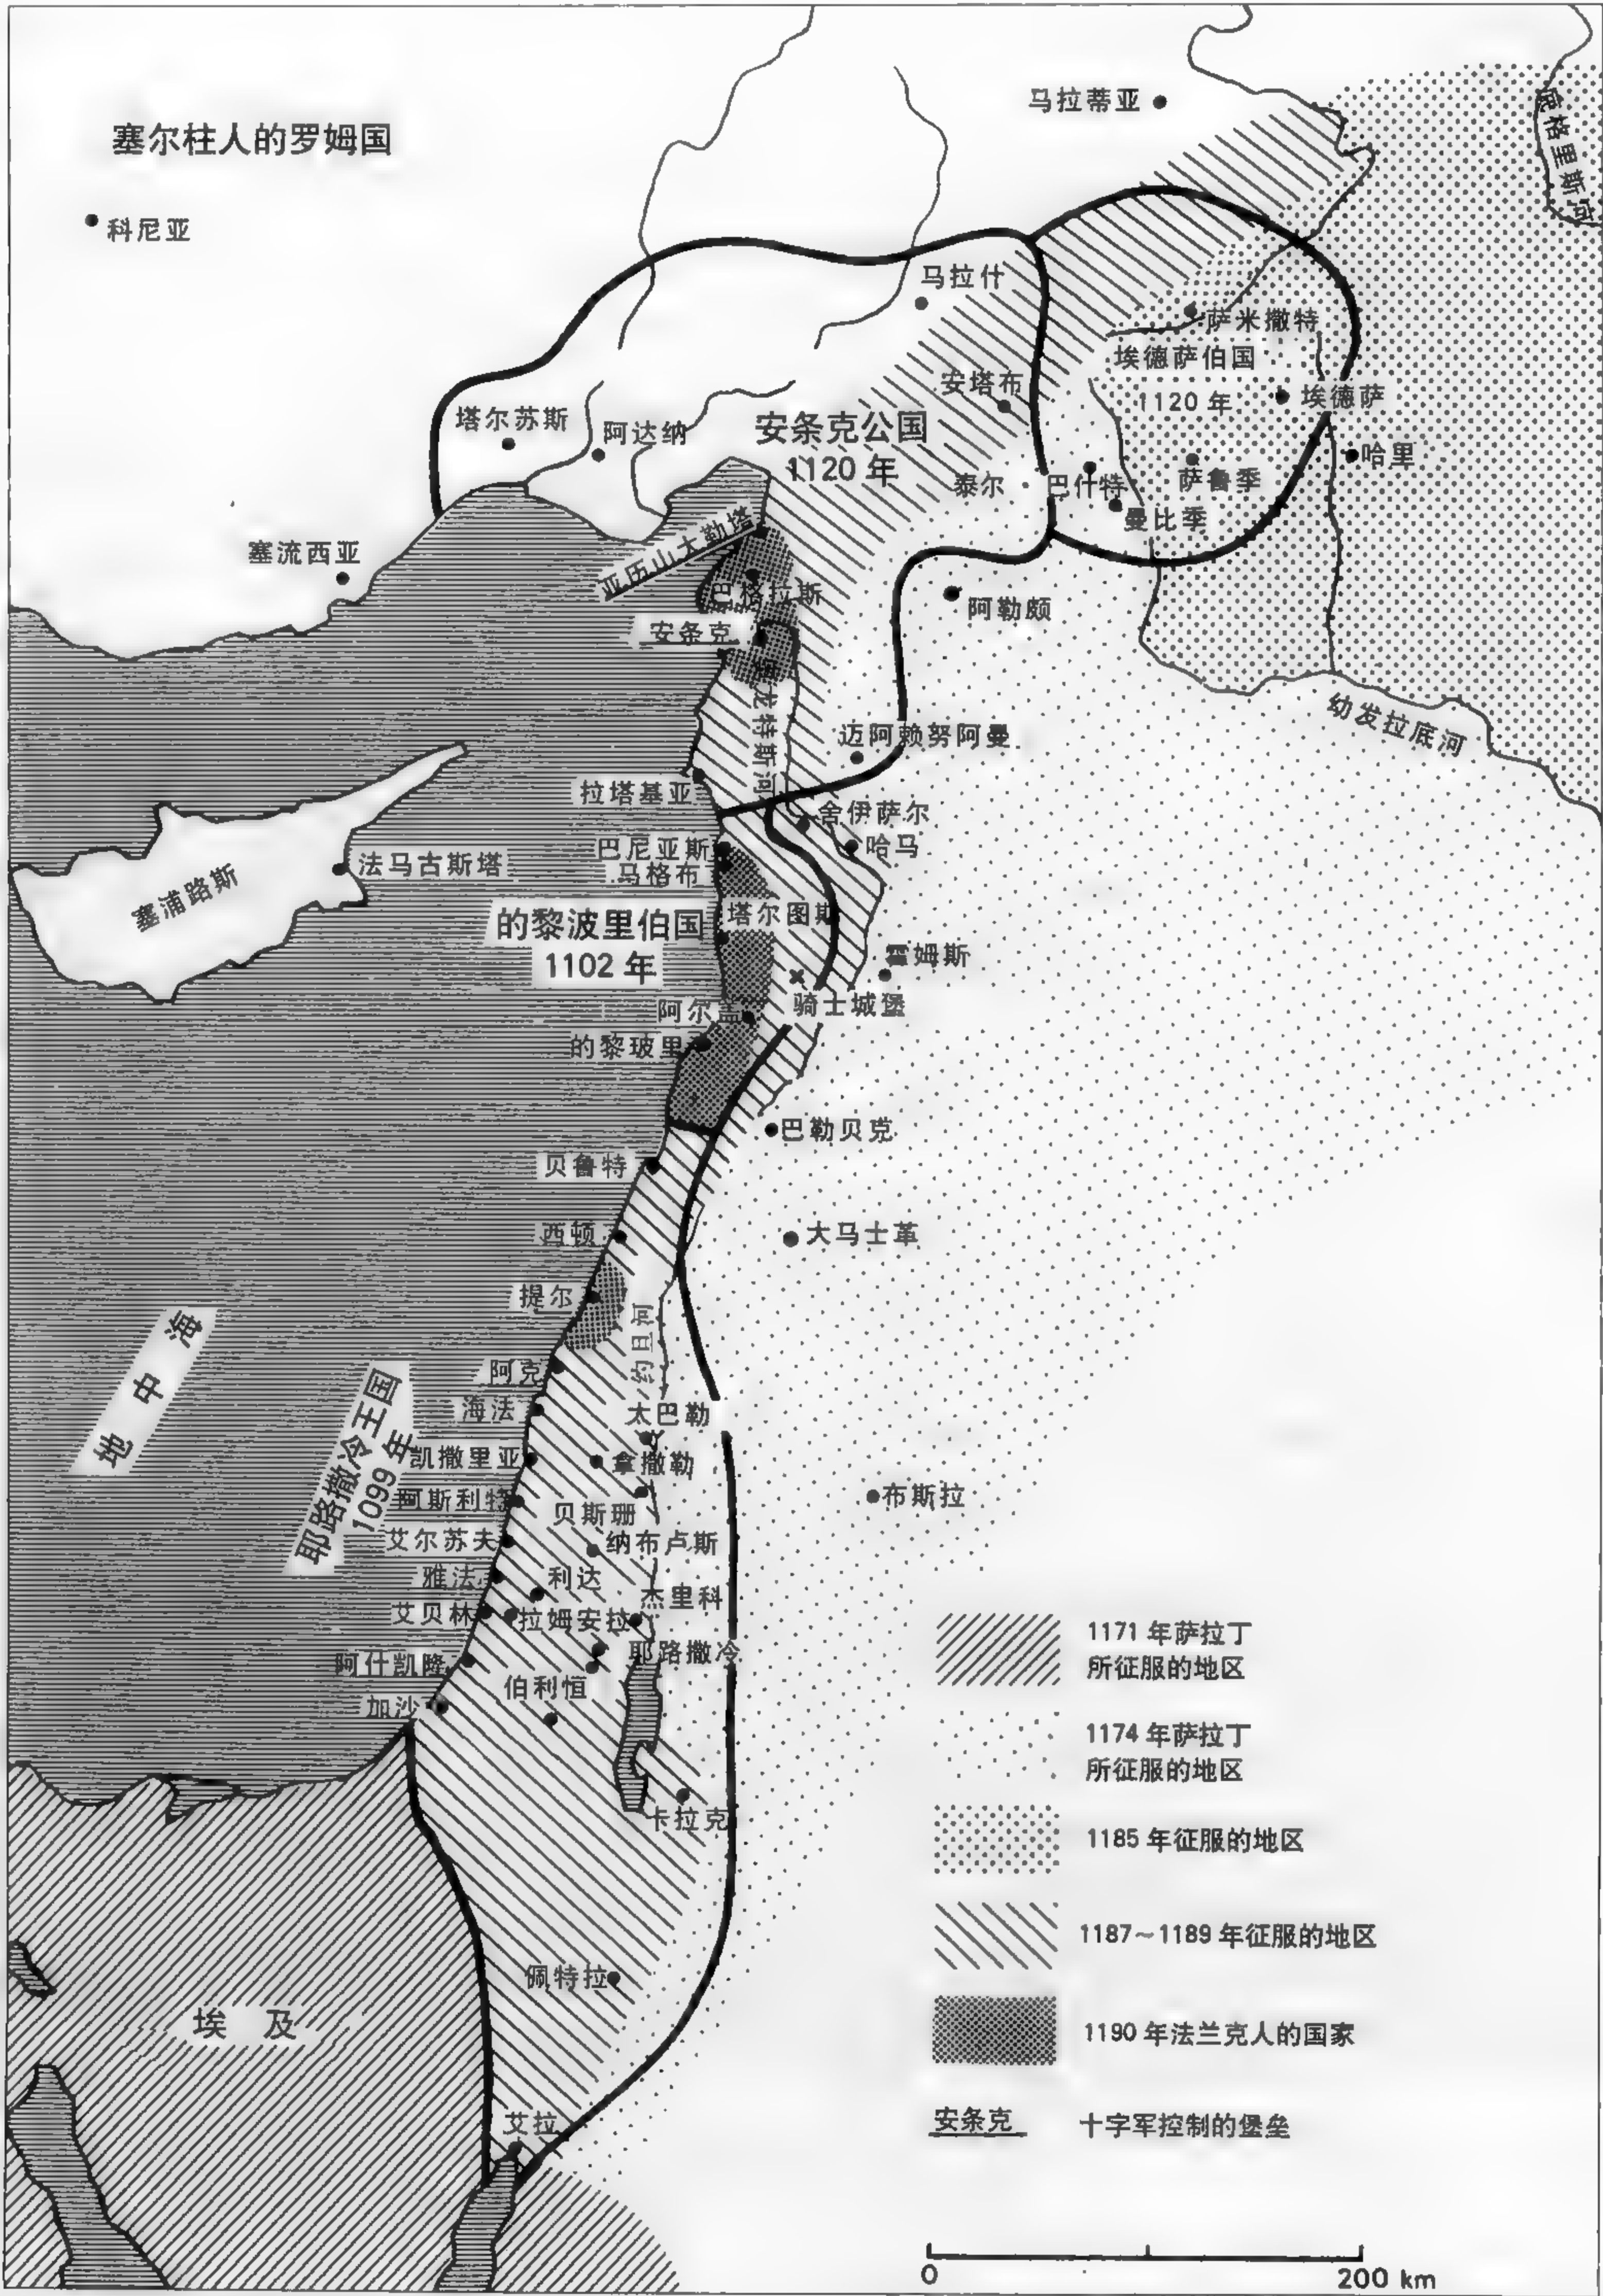 马拉蒂亚
底格里斯河
塞尔柱人的罗姆国
科尼亚
马拉什
萨米撒特
埃德萨伯国
1120 年
埃德萨
安塔布
塔尔苏斯
阿达纳
安条克公国
1120 年
哈里
泰尔
巴什特
萨鲁季
曼比季
塞流西亚
亚历山大勒塔
巴格拉斯
阿勒颇
安条克
奥龙特斯河
幼发拉底河
迈阿赖努阿曼
拉塔基亚
舍伊萨尔
哈马
巴尼亚斯
马格布
法马古斯塔
塞浦路斯
的黎波里伯国
1102 年
塔尔图斯
霍姆斯
骑士城堡
阿尔盖
的黎玻里
巴勒贝克
贝鲁特
西顿
大马士革
提尔
约旦河
地中海
阿克
海法
太巴勒
耶路撒冷王国
1099 年
凯撒里亚
拿撒勒
阿斯利特
贝斯珊
布斯拉
艾尔苏夫
纳布卢斯
雅法
利达
杰里科
艾贝林
拉姆安拉
耶路撒冷
阿什凯隆
伯利恒
加沙
卡拉克
佩特拉
埃及
艾拉
1171 年萨拉丁
所征服的地区
1174 年萨拉丁
所征服的地区
1185 年征服的地区
1187～1189 年征服的地区
1190 年法兰克人的国家
安条克 十字军控制的堡垒
0 200 km